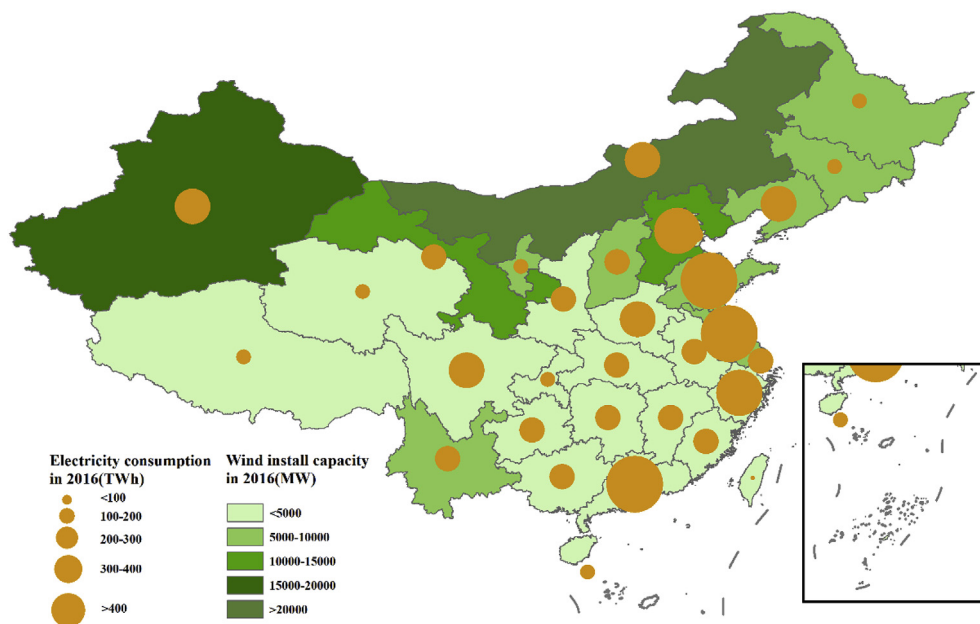 Electricity consumption
in 2016(TWh)
<100
100-200
200-300
300-400
>400
Wind install capacity
in 2016(MW)
<5000
5000-10000
10000-15000
15000-20000
>20000